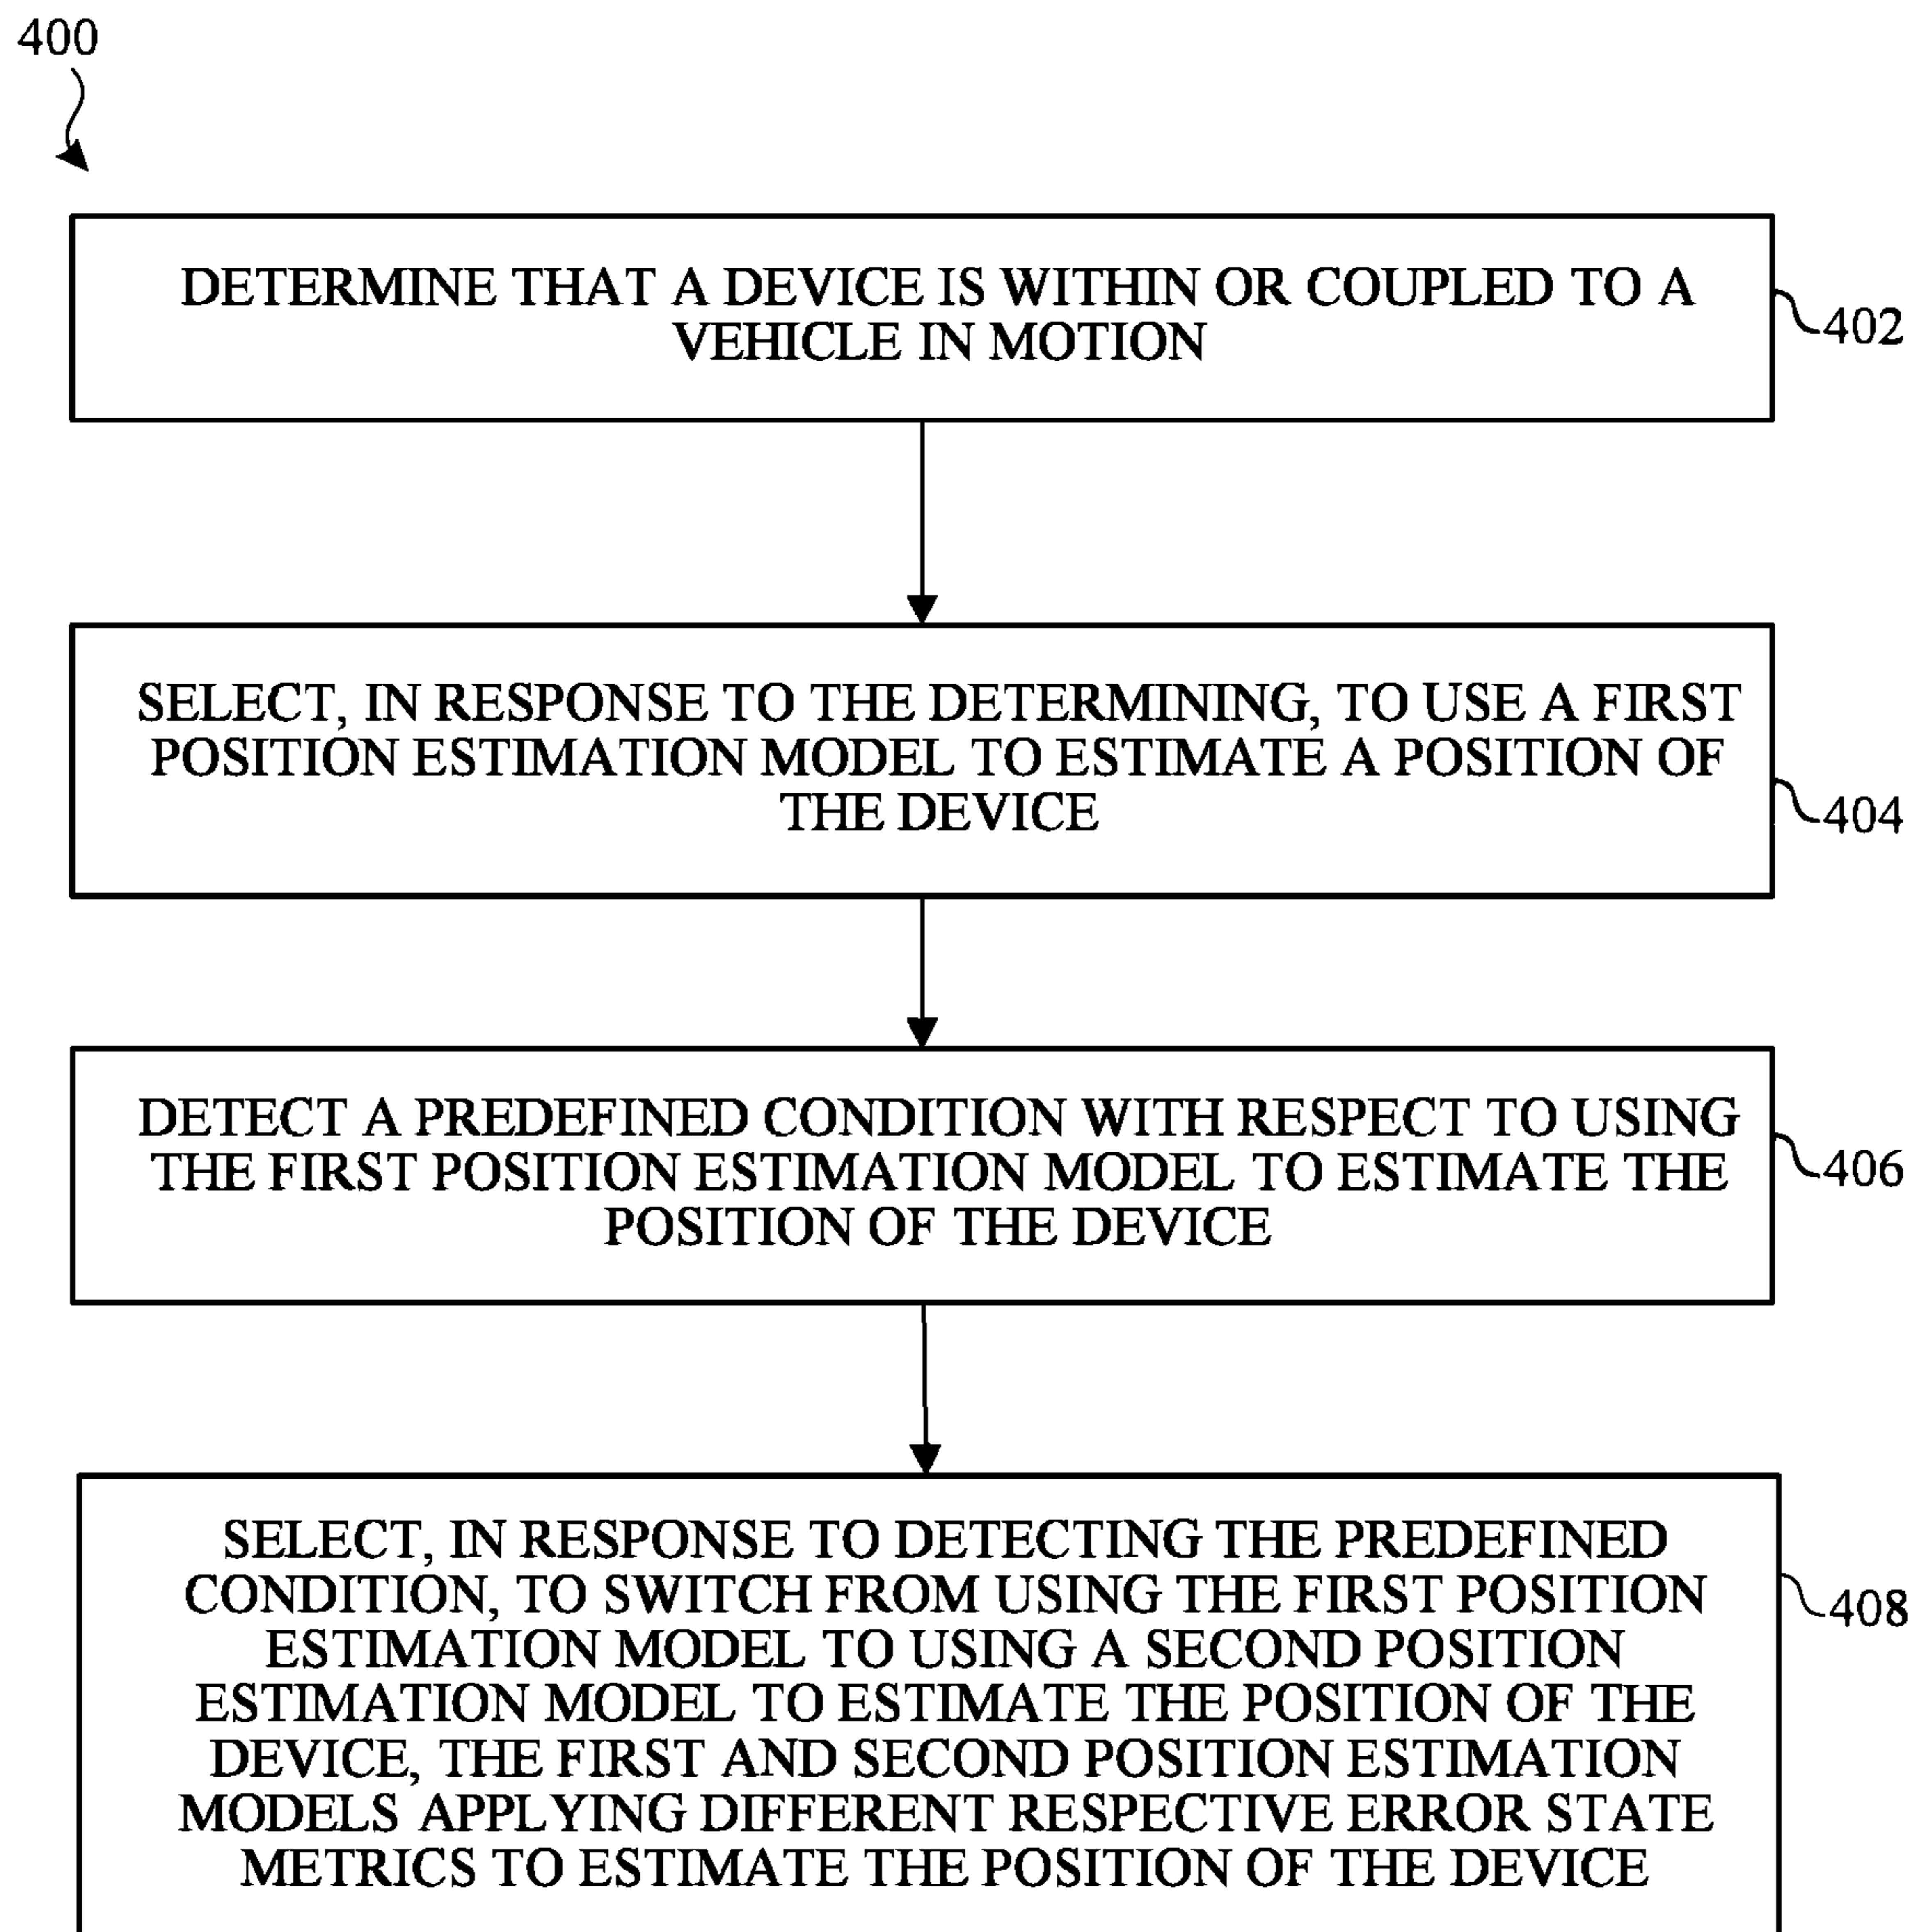 400
DETERMINE THAT A DEVICE IS WITHIN OR COUPLED TO A
VEHICLE IN MOTION
402
SELECT, IN RESPONSE TO THE DETERMINING, TO USE A FIRST
POSITION ESTIMATION MODEL TO ESTIMATE A POSITION OF
THE DEVICE
404
DETECT A PREDEFINED CONDITION WITH RESPECT TO USING
THE FIRST POSITION ESTIMATION MODEL TO ESTIMATE THE
POSITION OF THE DEVICE
406
SELECT, IN RESPONSE TO DETECTING THE PREDEFINED
CONDITION, TO SWITCH FROM USING THE FIRST POSITION
ESTIMATION MODEL TO USING A SECOND POSITION
ESTIMATION MODEL TO ESTIMATE THE POSITION OF THE
DEVICE, THE FIRST AND SECOND POSITION ESTIMATION
MODELS APPLYING DIFFERENT RESPECTIVE ERROR STATE
METRICS TO ESTIMATE THE POSITION OF THE DEVICE
408